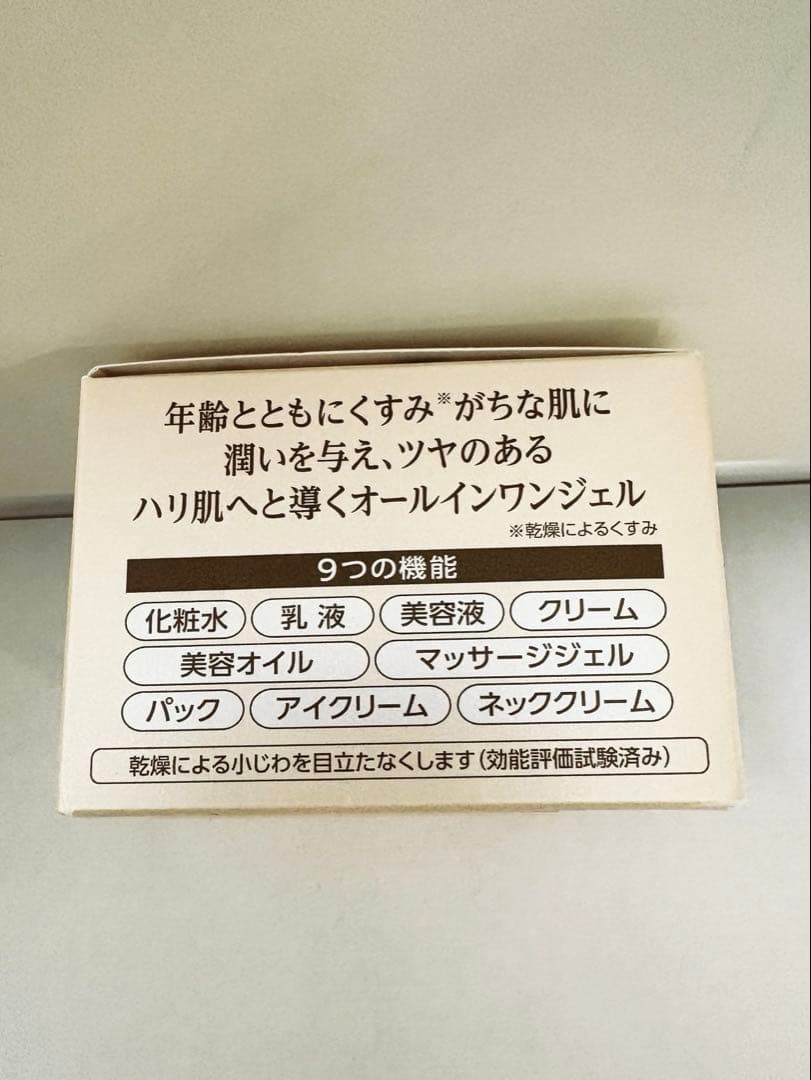 年齢とともにくすみ※がちな肌に
潤いを与え、ツヤのある
ハリ肌へと導くオールインワンジェル
※乾燥によるくすみ
9つの機能
化粧水 乳液 美容液 クリーム
美容オイル マッサージジェル
パック アイクリーム ネッククリーム
乾燥による小じわを目立たなくします(効能評価試験済み)